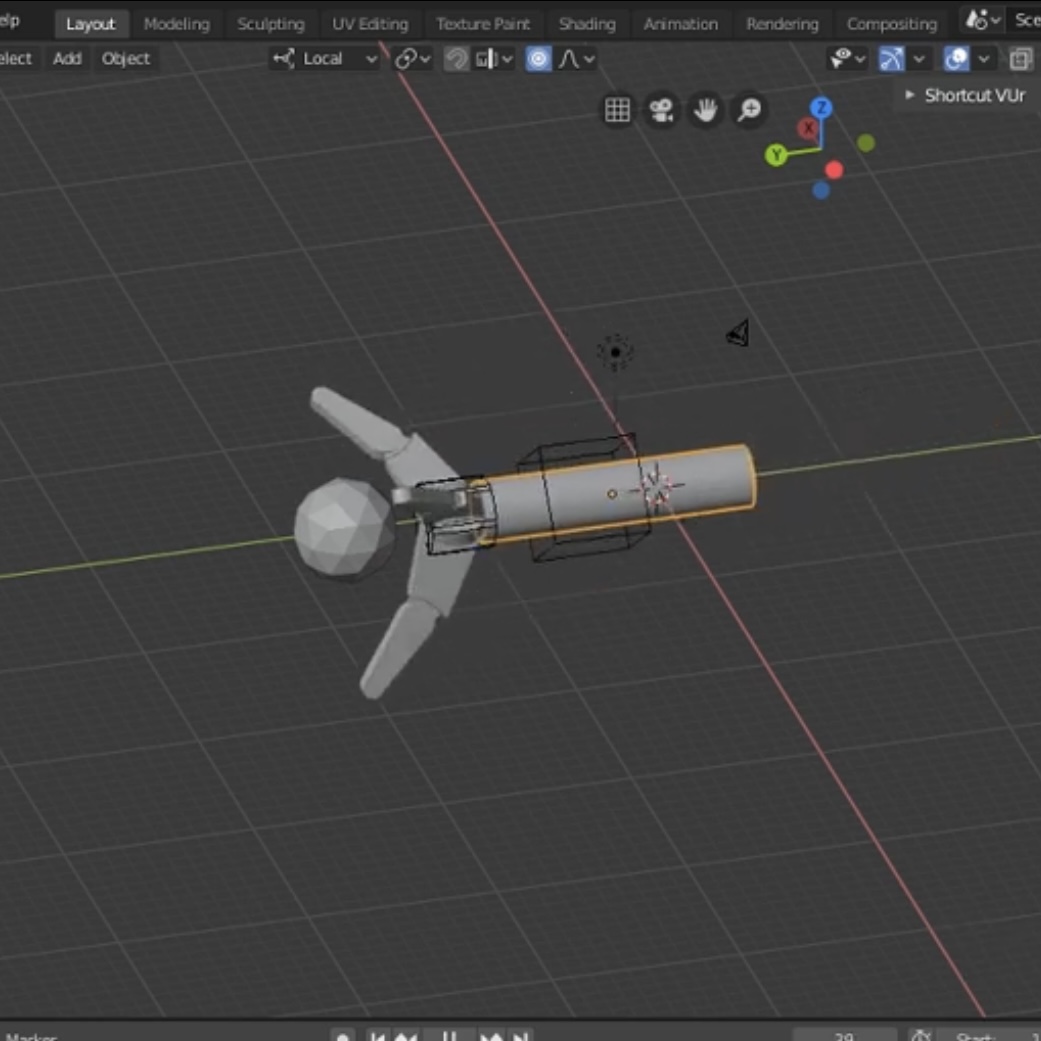 elp Layout Modeling Sculpting UV Editing Texture Paint Shading Animation Rendering Compositing Sce
elect Add Object Local
Shortcut VUr
Z
X
Y
Marker 29 Start: 1